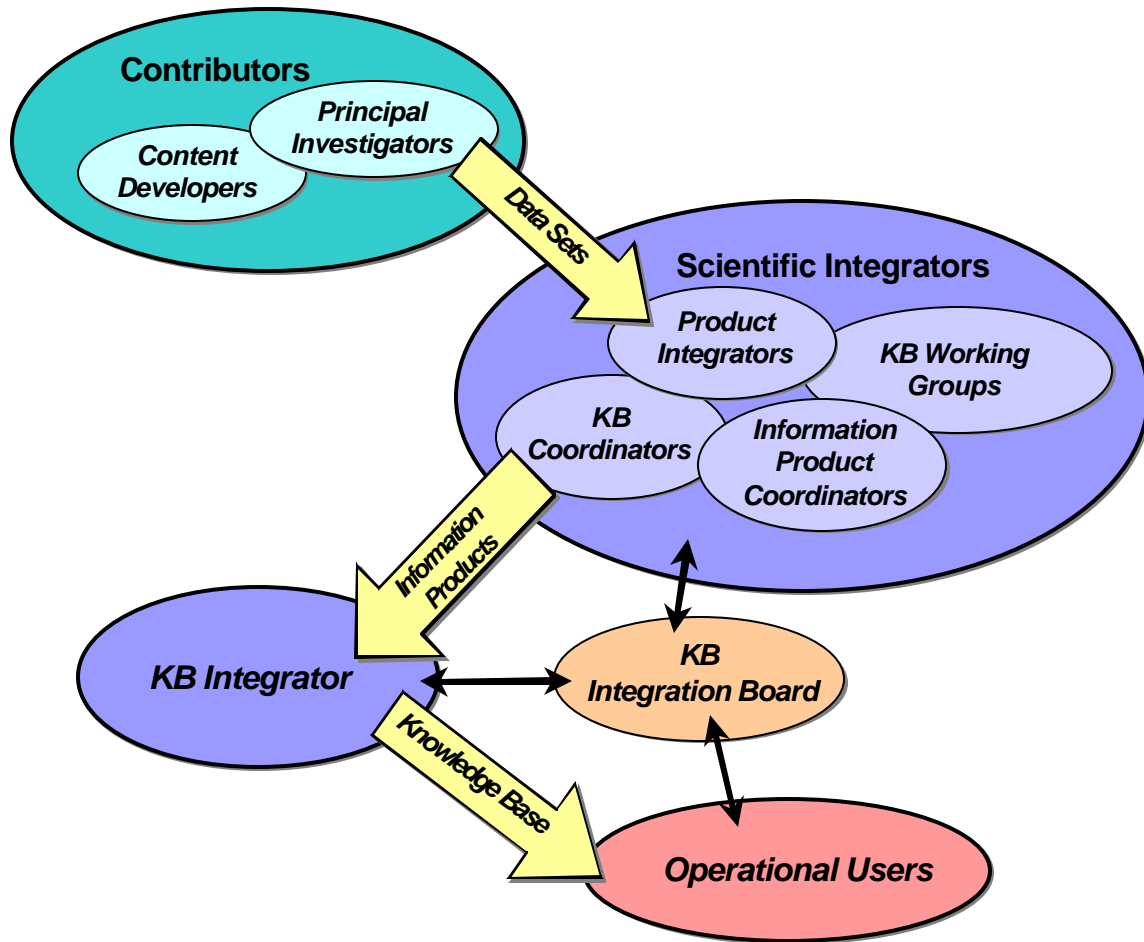 Contributors
Principal
Investigators
Content
Developers
Data Sets
Scientific Integrators
Product
Integrators
KB Working
Groups
KB
Coordinators
Information
Product
Coordinators
Information
Products
KB Integrator
KB
Integration Board
Knowledge Base
Operational Users